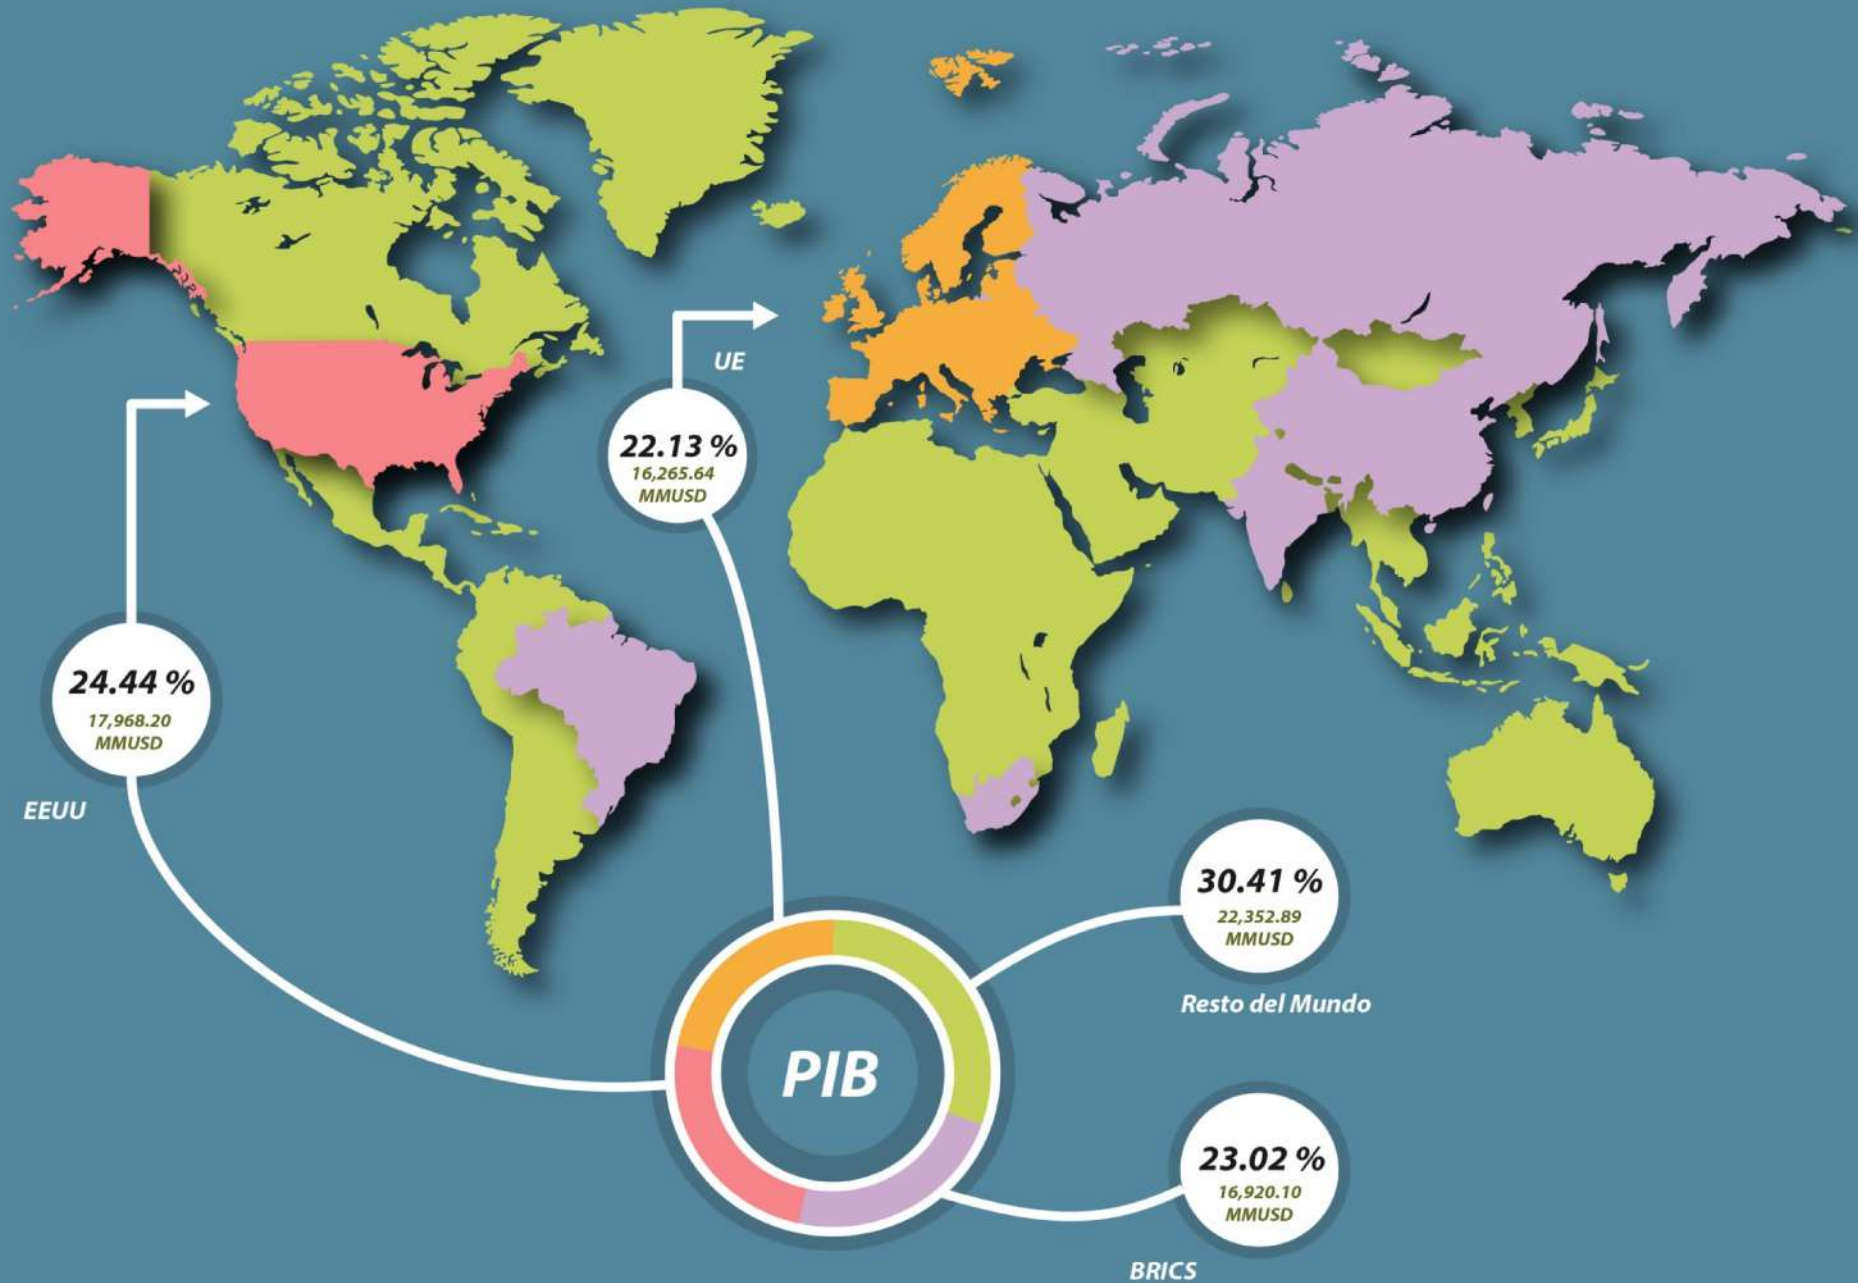 UE
22.13 %
16,265.64
MMUSD
24.44 %
17,968.20
MMUSD
EEUU
30.41 %
22,352.89
MMUSD
Resto del Mundo
PIB
23.02 %
16,920.10
MMUSD
BRICS